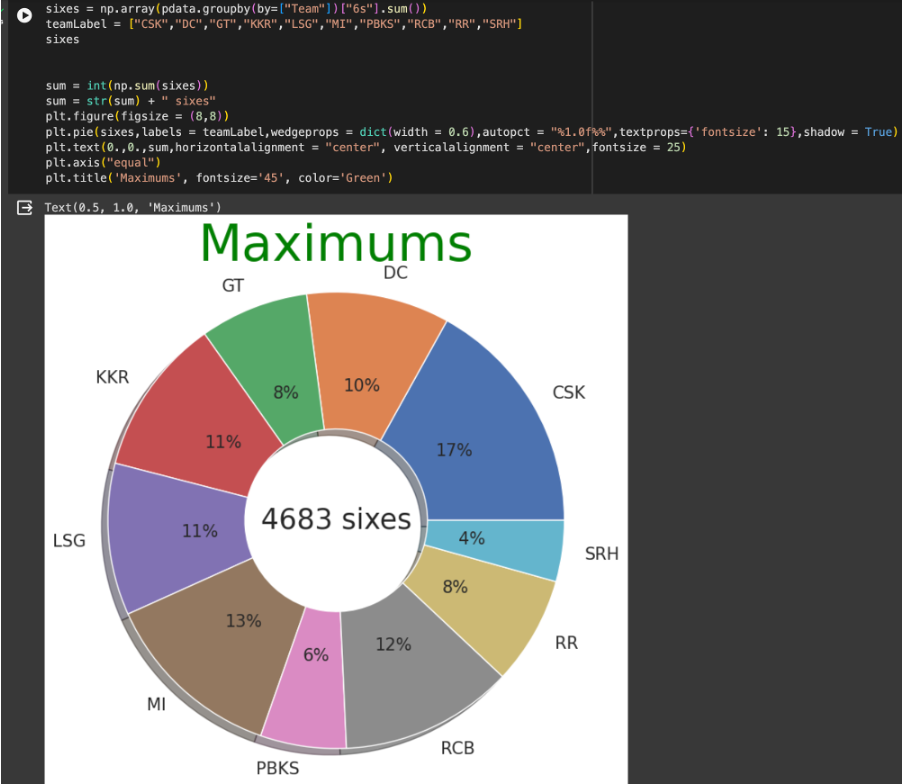 sixes = np.array(pdata.groupby(by=["Team"])["6s"].sum())
teamLabel = ["CSK","DC","GT","KKR","LSG","MI","PBKS","RCB","RR","SRH"]
sixes
sum = int(np.sum(sixes))
sum = str(sum) + " sixes"
plt.figure(figsize = (8,8))
plt.pie(sixes,labels = teamLabel,wedgeprops = dict(width = 0.6),autopct = "%1.0f%%",textprops={'fontsize': 15},shadow = True)
plt.text(0.,0.,sum,horizontalalignment = "center", verticalalignment = "center",fontsize = 25)
plt.axis("equal")
plt.title('Maximums', fontsize='45', color='Green')
Text(0.5, 1.0, 'Maximums')
Maximums
DC
GT
KKR
CSK
10%
8%
11%
17%
4683 sixes
LSG
11%
4%
SRH
8%
13%
12%
6%
RR
MI
RCB
PBKS